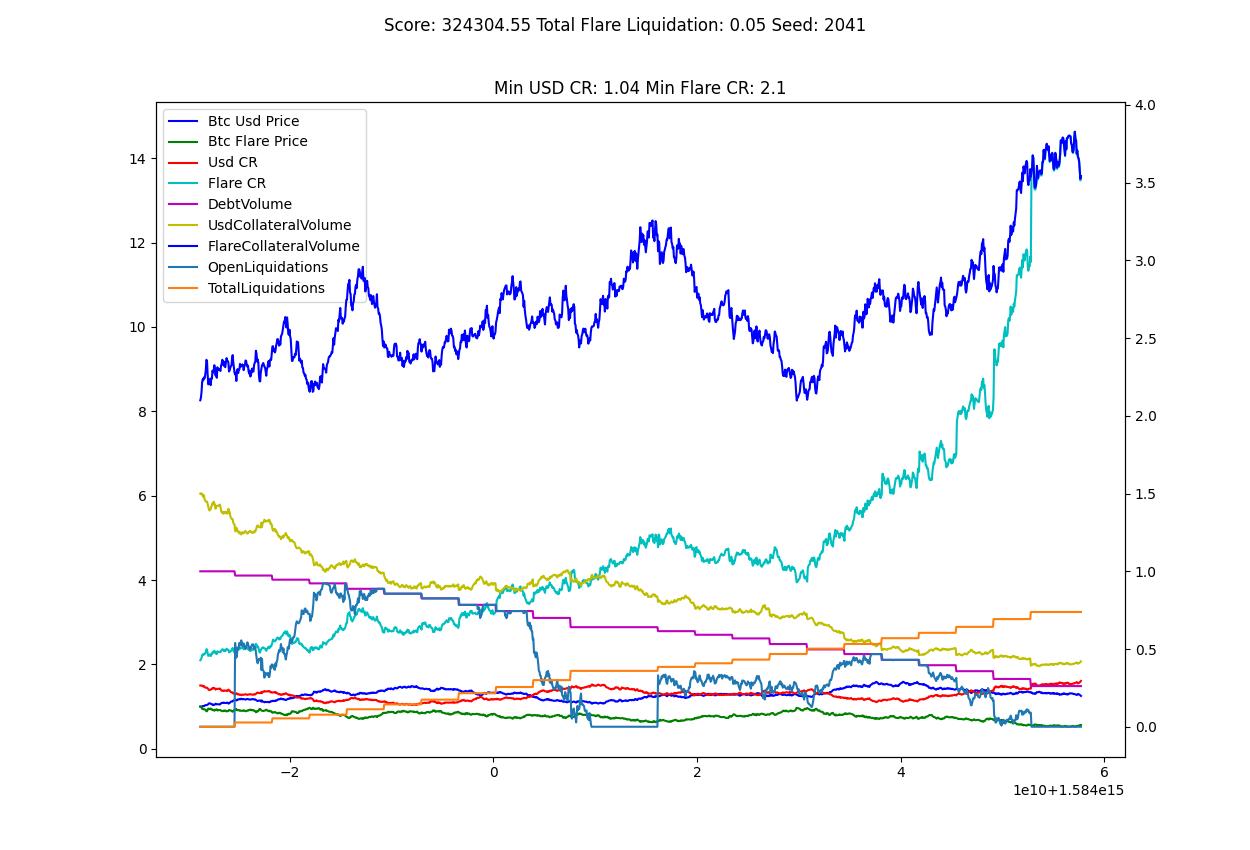 Score: 324304.55 Total Flare Liquidation: 0.05 Seed: 2041
Min USD CR: 1.04 Min Flare CR: 2.1
Btc Usd Price
Btc Flare Price
Usd CR
Flare CR
DebtVolume
UsdCollateralVolume
FlareCollateralVolume
OpenLiquidations
TotalLiquidations
14
12
10
8
6
4
2
0
4.0
3.5
3.0
2.5
2.0
1.5
1.0
0.5
0.0
−2
0
2
4
6
1e10+1.584e15